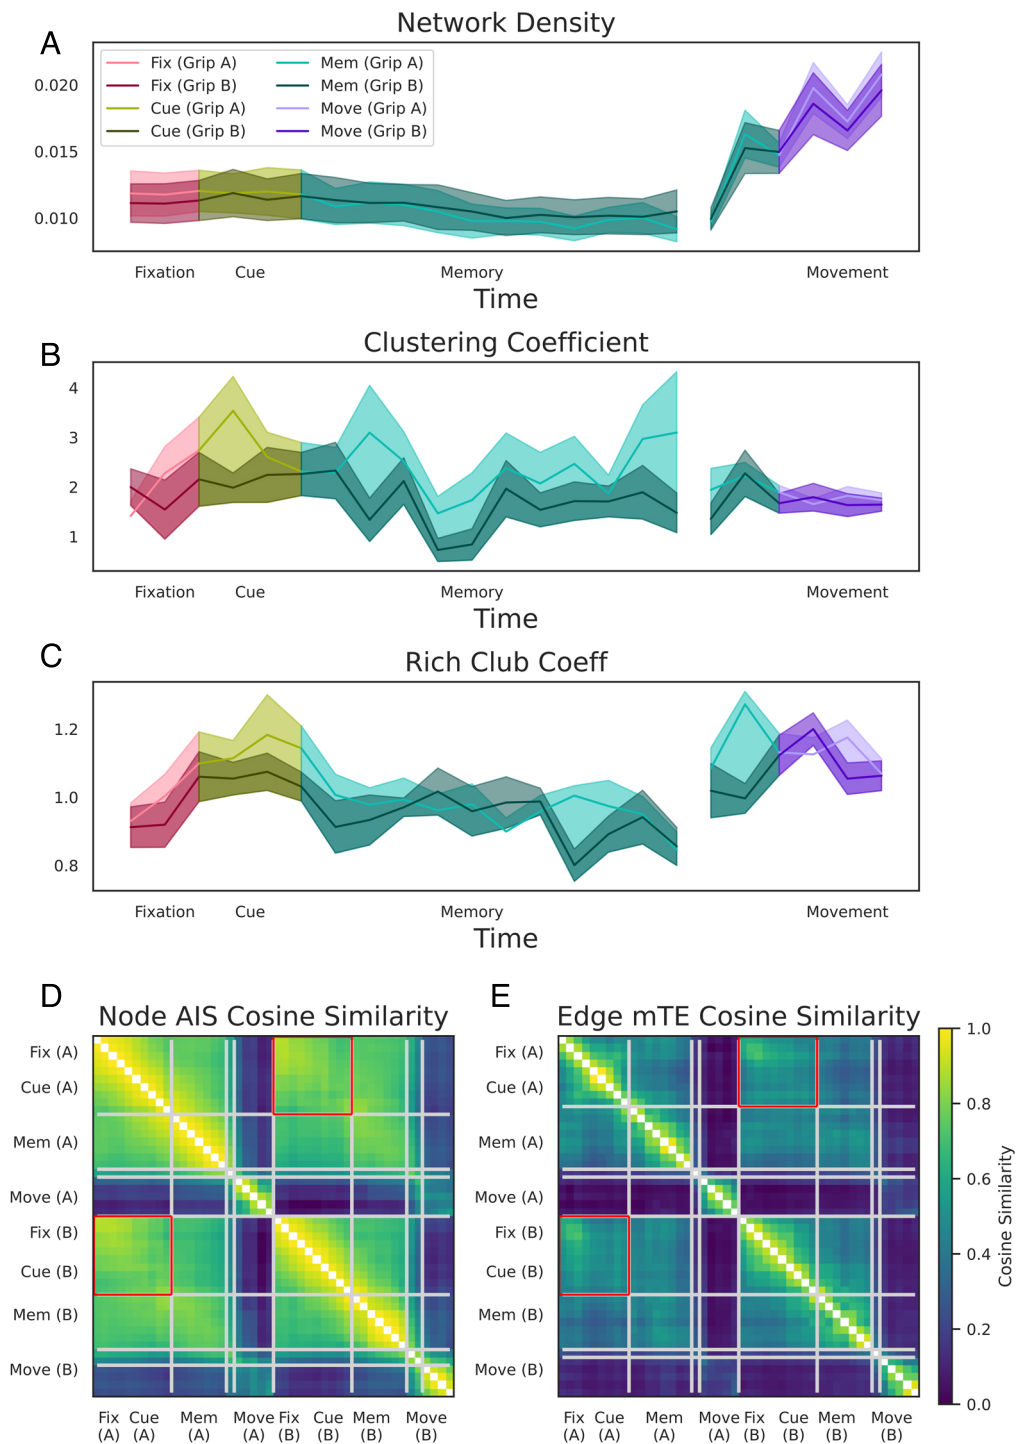 A
Network Density
Fix (Grip A)
Fix (Grip B)
Cue (Grip A)
Cue (Grip B)
Mem (Grip A)
Mem (Grip B)
Move (Grip A)
Move (Grip B)
0.020
0.015
0.010
Fixation Cue Memory Movement
Time
B
Clustering Coefficient
4
3
2
1
Fixation Cue Memory Movement
Time
C
Rich Club Coeff
1.2
1.0
0.8
Fixation Cue Memory Movement
Time
D
Node AIS Cosine Similarity
Fix (A)
Cue (A)
Mem (A)
Move (A)
Fix (B)
Cue (B)
Mem (B)
Move (B)
Fix Cue Mem Move Fix Cue Mem Move
(A) (A) (A) (A) (B) (B) (B) (B)
E
Edge mTE Cosine Similarity
Fix (A)
Cue (A)
Mem (A)
Move (A)
Fix (B)
Cue (B)
Mem (B)
Move (B)
Fix Cue Mem Move Fix Cue Mem Move
(A) (A) (A) (A) (B) (B) (B) (B)
1.0
0.8
0.6
0.4
0.2
0.0
Cosine Similarity